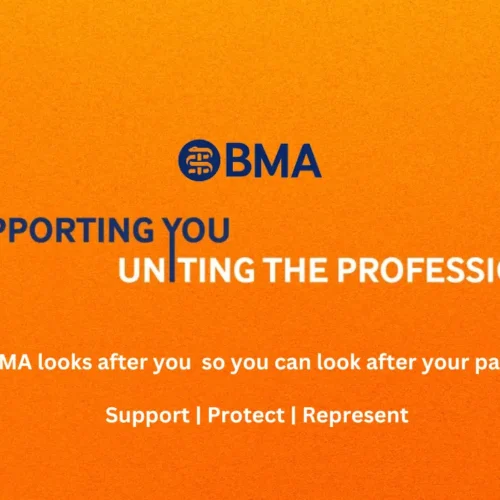 BMA
PPORTING YOU
UNITING THE PROFESSI
MA looks after you so you can look after your pa
Support | Protect | Represent